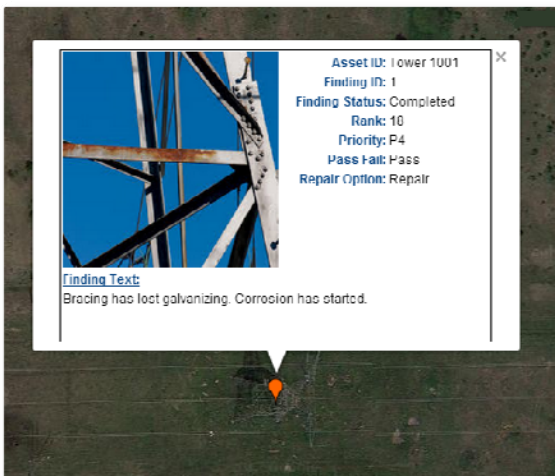 Asset ID: Tower 1001
Finding ID: 1
Finding Status: Completed
Rank: 18
Priority: P4
Pass Fail: Pass
Repair Option: Repair
Finding Text:
Bracing has lost galvanizing. Corrosion has started.